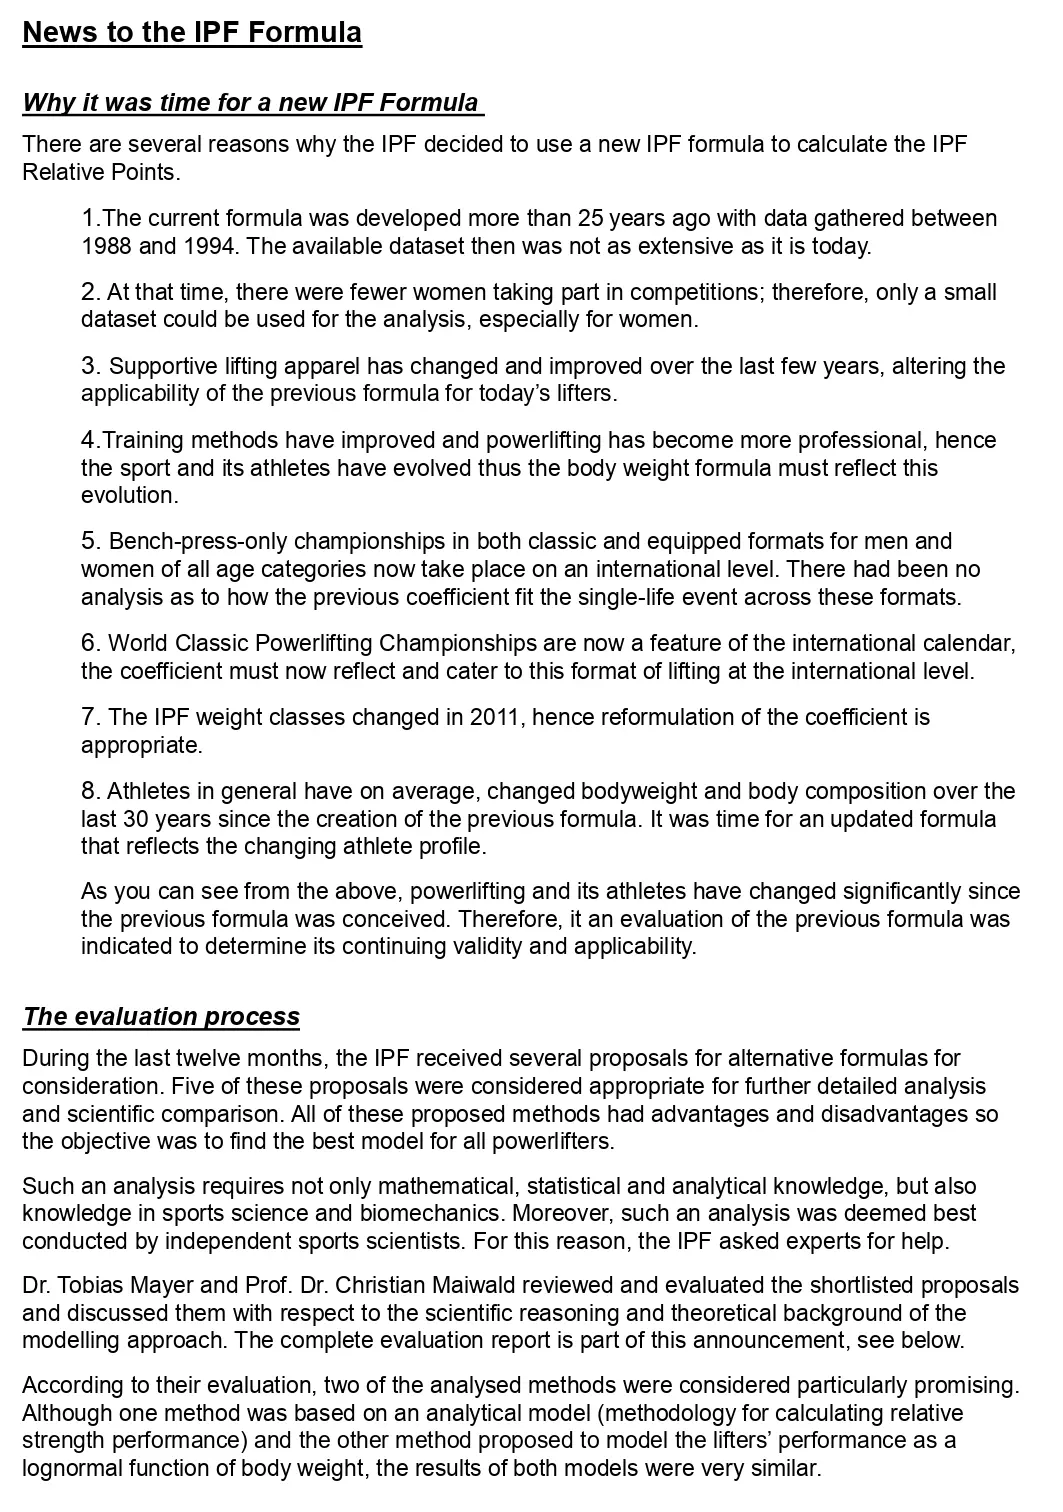 News to the IPF Formula
Why it was time for a new IPF Formula
There are several reasons why the IPF decided to use a new IPF formula to calculate the IPF
Relative Points.
1.The current formula was developed more than 25 years ago with data gathered between
1988 and 1994. The available dataset then was not as extensive as it is today.
2. At that time, there were fewer women taking part in competitions; therefore, only a small
dataset could be used for the analysis, especially for women.
3. Supportive lifting apparel has changed and improved over the last few years, altering the
applicability of the previous formula for today’s lifters.
4.Training methods have improved and powerlifting has become more professional, hence
the sport and its athletes have evolved thus the body weight formula must reflect this
evolution.
5. Bench-press-only championships in both classic and equipped formats for men and
women of all age categories now take place on an international level. There had been no
analysis as to how the previous coefficient fit the single-life event across these formats.
6. World Classic Powerlifting Championships are now a feature of the international calendar,
the coefficient must now reflect and cater to this format of lifting at the international level.
7. The IPF weight classes changed in 2011, hence reformulation of the coefficient is
appropriate.
8. Athletes in general have on average, changed bodyweight and body composition over the
last 30 years since the creation of the previous formula. It was time for an updated formula
that reflects the changing athlete profile.
As you can see from the above, powerlifting and its athletes have changed significantly since
the previous formula was conceived. Therefore, it an evaluation of the previous formula was
indicated to determine its continuing validity and applicability.
The evaluation process
During the last twelve months, the IPF received several proposals for alternative formulas for
consideration. Five of these proposals were considered appropriate for further detailed analysis
and scientific comparison. All of these proposed methods had advantages and disadvantages so
the objective was to find the best model for all powerlifters.
Such an analysis requires not only mathematical, statistical and analytical knowledge, but also
knowledge in sports science and biomechanics. Moreover, such an analysis was deemed best
conducted by independent sports scientists. For this reason, the IPF asked experts for help.
Dr. Tobias Mayer and Prof. Dr. Christian Maiwald reviewed and evaluated the shortlisted proposals
and discussed them with respect to the scientific reasoning and theoretical background of the
modelling approach. The complete evaluation report is part of this announcement, see below.
According to their evaluation, two of the analysed methods were considered particularly promising.
Although one method was based on an analytical model (methodology for calculating relative
strength performance) and the other method proposed to model the lifters’ performance as a
lognormal function of body weight, the results of both models were very similar.